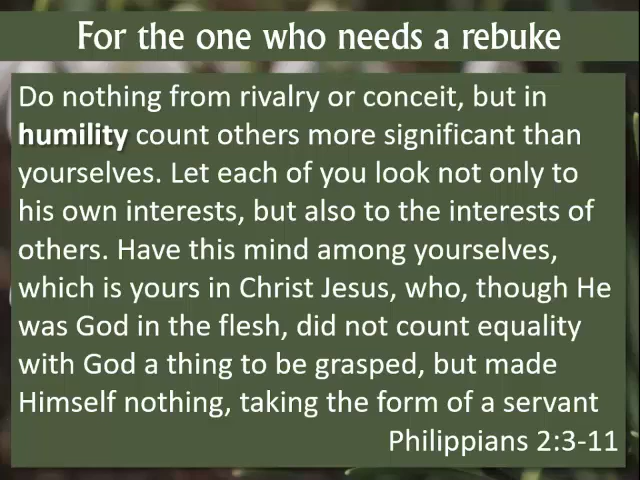 For the one who needs a rebuke
Do nothing from rivalry or conceit, but in
humility count others more significant than
yourselves. Let each of you look not only to
his own interests, but also to the interests of
others. Have this mind among yourselves,
which is yours in Christ Jesus, who, though He
was God in the flesh, did not count equality
with God a thing to be grasped, but made
Himself nothing, taking the form of a servant
Philippians 2:3-11